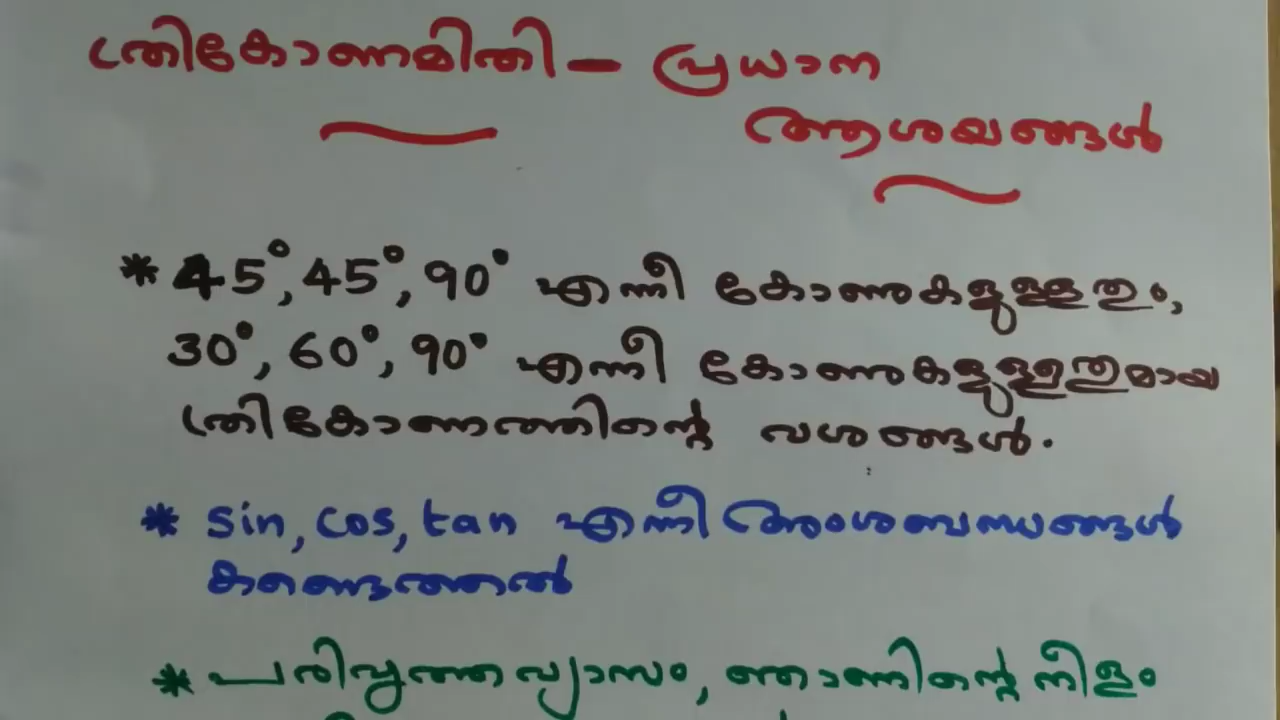 ത്രികോണമിതി – പ്രധാന
ആശയങ്ങൾ
* 45°, 45°, 90° എന്നീ കോണുകളുള്ളതും,
30°, 60°, 90° എന്നീ കോണുകളുള്ളതുമായ
ത്രികോണത്തിന്റെ വശങ്ങൾ.
* sin, cos, tan എന്നീ അംശബന്ധങ്ങൾ
കണ്ടെത്തൽ
* പരിവൃത്തവ്യാസം, ഞാണിന്റെ നീളം